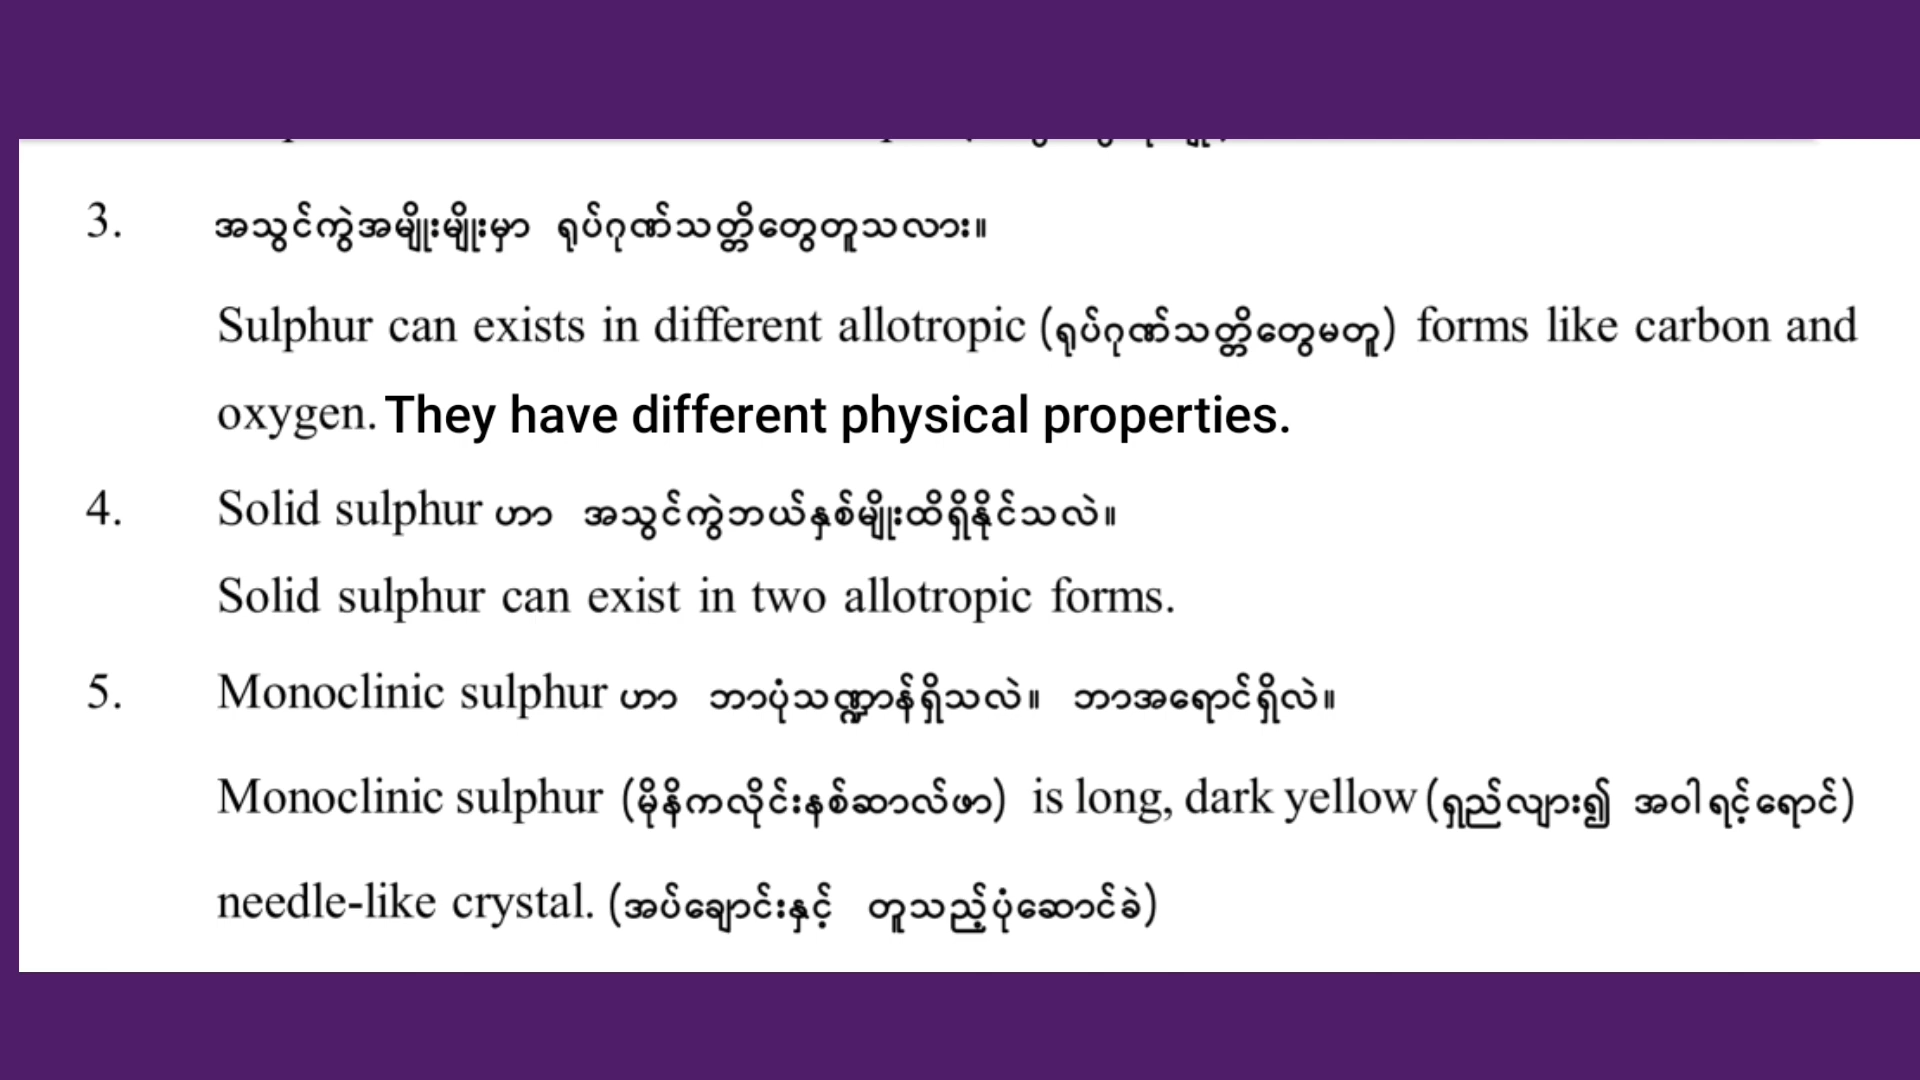 3. အသွင်ကွဲအမျိုးမျိုးမှာ ရုပ်ဂုဏ်သတ္တိတွေတူသလား။
Sulphur can exists in different allotropic (ရုပ်ဂုဏ်သတ္တိတွေမတူ) forms like carbon and
oxygen. They have different physical properties.
4. Solid sulphur ဟာ အသွင်ကွဲဘယ်နှစ်မျိုးထိရှိနိုင်သလဲ။
Solid sulphur can exist in two allotropic forms.
5. Monoclinic sulphur ဟာ ဘာပုံသဏ္ဍာန်ရှိသလဲ။ ဘာအရောင်ရှိလဲ။
Monoclinic sulphur (မိုနိကလိုင်းနစ်ဆာလ်ဖာ) is long, dark yellow (ရှည်လျား၍ အဝါရင့်ရောင်)
needle-like crystal. (အပ်ချောင်းနှင့် တူသည့်ပုံဆောင်ခဲ)